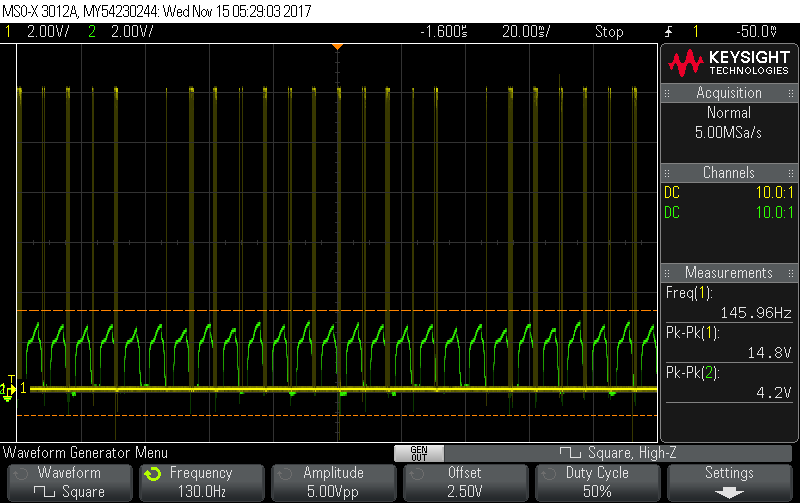 MSO-X 3012A, MY54230244: Wed Nov 15 05:29:03 2017
1 2.00V/ 2 2.00V/ -1.600s 20.00s/ Stop 1 -50.0V
KEYSIGHT
TECHNOLOGIES
Acquisition
Normal
5.00MSa/s
Channels
DC 10.0:1
DC 10.0:1
Measurements
Freq(1):
145.96Hz
Pk-Pk(1):
14.8V
Pk-Pk(2):
4.2V
1
Waveform Generator Menu
GEN
OUT
Square, High-Z
Waveform
Square
Frequency
130.0Hz
Amplitude
5.00Vpp
Offset
2.50V
Duty Cycle
50%
Settings